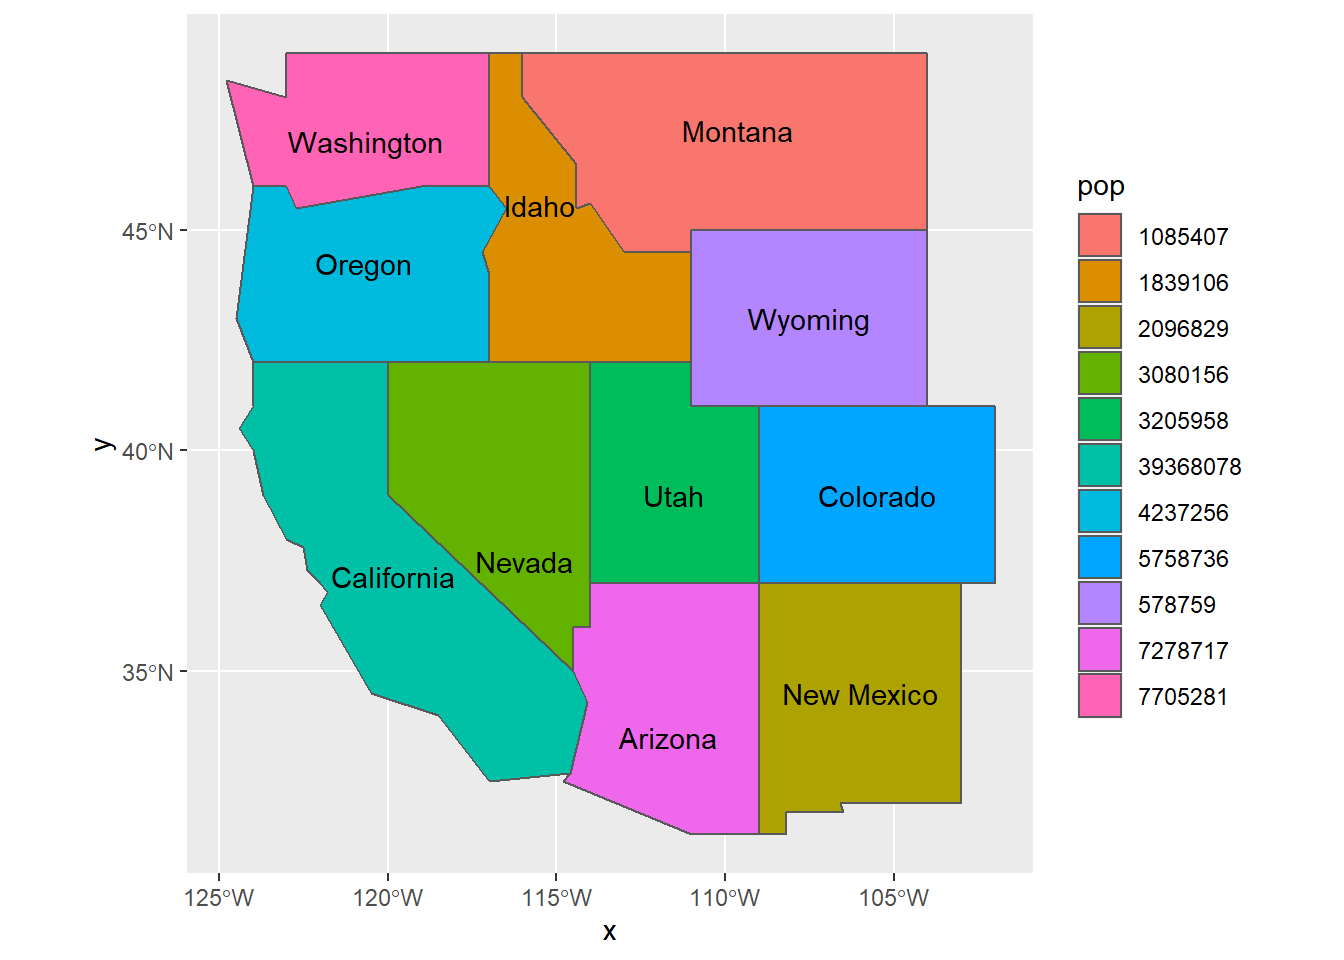 Washington
Montana
Idaho
Oregon
Wyoming
Utah
Colorado
Nevada
California
New Mexico
Arizona
45°N
40°N
35°N
y
125°W
120°W
115°W
110°W
105°W
x
pop
1085407
1839106
2096829
3080156
3205958
39368078
4237256
5758736
578759
7278717
7705281